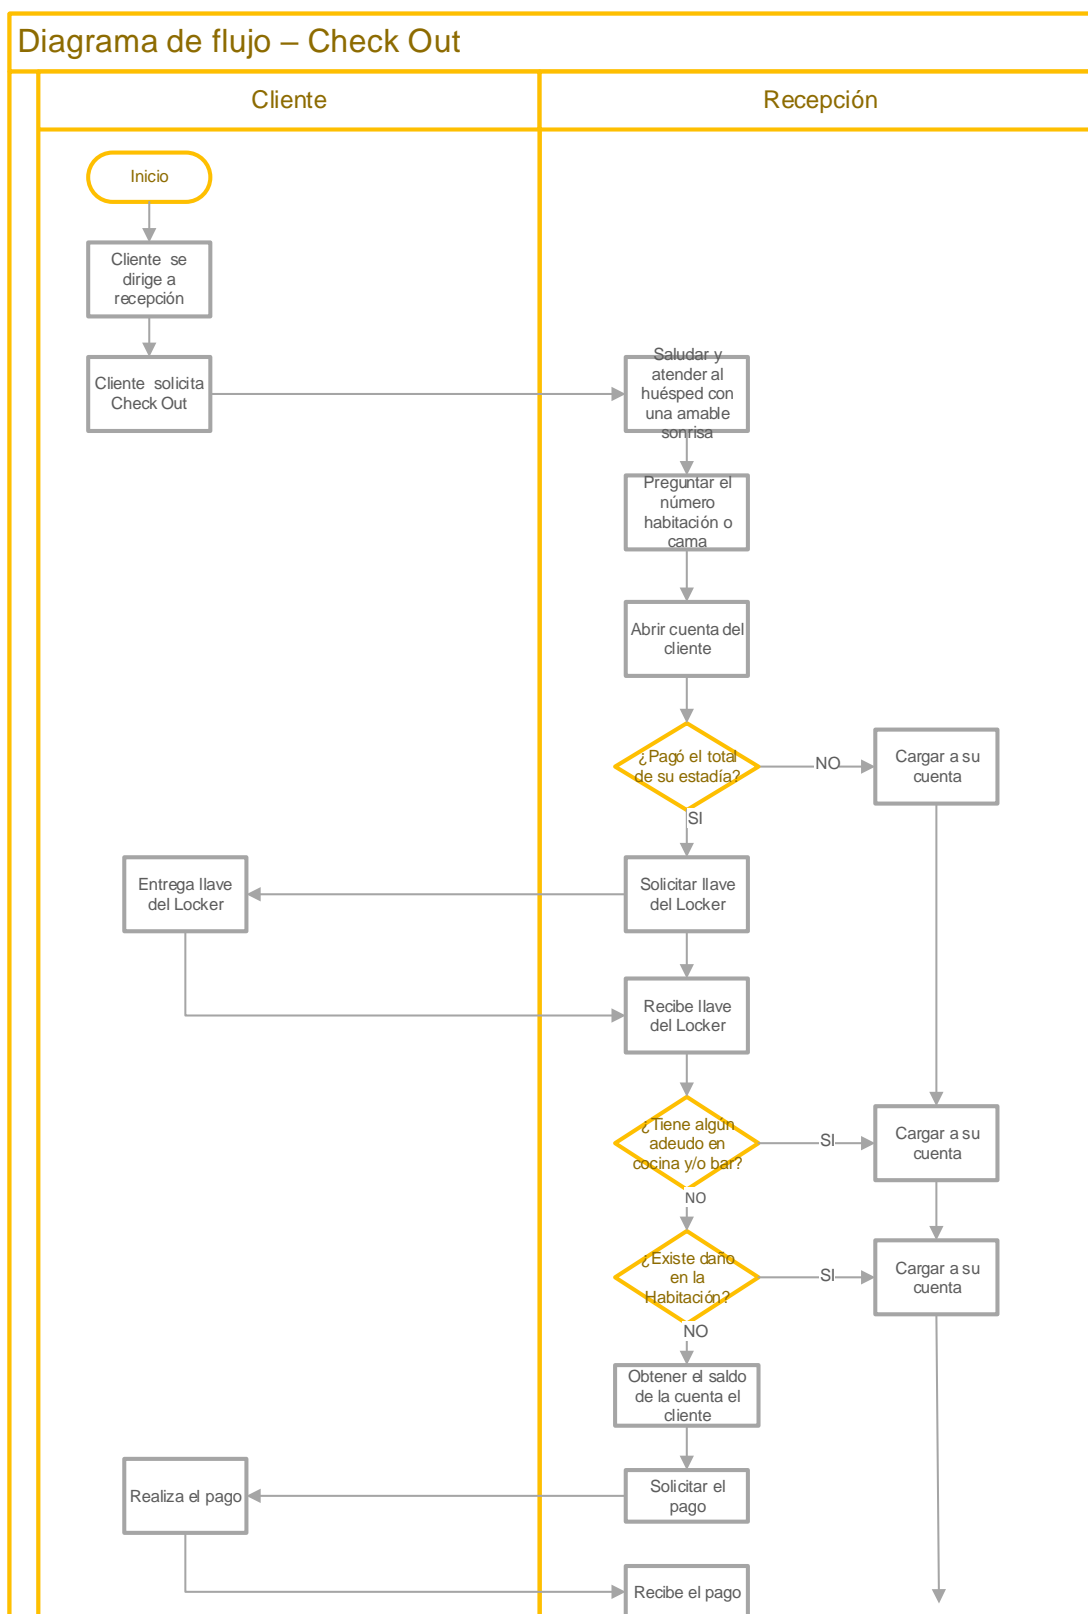 Diagrama de flujo – Check Out
Cliente
Recepción
Inicio
Cliente se
dirige a
recepción
Cliente solicita
Check Out
Saludar y
atender al
huésped con
una amable
sonrisa
Preguntar el
número
habitación o
cama
Abrir cuenta del
cliente
¿Pagó el total
de su estadía?
NO
Cargar a su
cuenta
SI
Entrega llave
del Locker
Solicitar llave
del Locker
Recibe llave
del Locker
¿Tiene algún
adeudo en
cocina y/o bar?
SI
Cargar a su
cuenta
NO
¿Existe daño
en la
Habitación?
SI
Cargar a su
cuenta
NO
Obtener el saldo
de la cuenta el
cliente
Realiza el pago
Solicitar el
pago
Recibe el pago